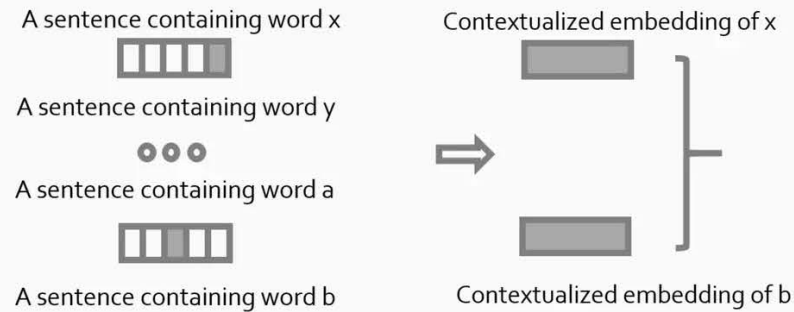 A sentence containing word x
Contextualized embedding of x
A sentence containing word y
A sentence containing word a
A sentence containing word b
Contextualized embedding of b